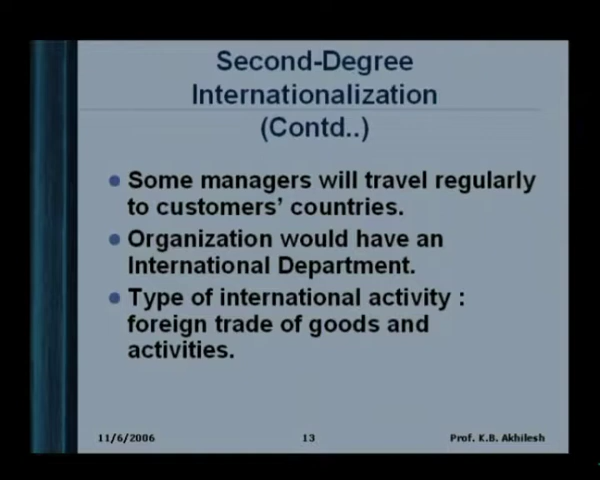 Second-Degree
Internationalization
(Contd..)
Some managers will travel regularly
to customers' countries.
Organization would have an
International Department.
Type of international activity :
foreign trade of goods and
activities.
11/6/2006 13 Prof. K.B. Akhilesh